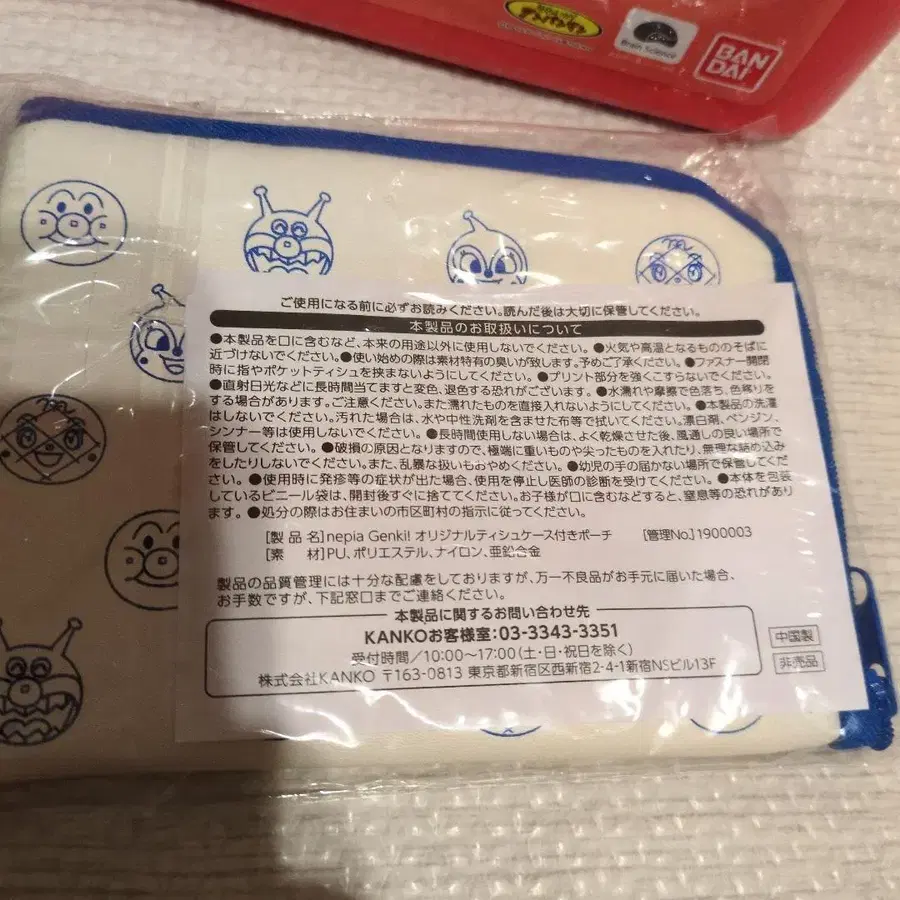 アンパンマン
Brain Science
BAN
DAI
ご使用になる前に必ずお読みください。読んだ後は大切に保管してください。
本製品のお取扱いについて
●本製品を口に含むなど、本来の用途以外に使用しないでください。●火気や高温となるもののそばに
近づけないでください。●使い始めの際は素材特有の臭いが致します。予めご了承ください。●ファスナー開閉
時に指やポケットティシュを挟まないようにしてください。●プリント部分を強くこすらないでください。
●直射日光などに長時間当てますと変色、退色する恐れがございます。●水濡れや摩擦で色落ち、色移りを
する場合があります。ご注意ください。また濡れたものを直接入れないようにしてください。●本製品の洗濯
はしないでください。汚れた場合は、水や中性洗剤を含ませた布等で拭いてください。漂白剤、ベンジン、
シンナー等は使用しないでください。●長時間使用しない場合は、よく乾燥させた後、風通しの良い場所で
保管してください。●破損の原因となりますので、極端に重いものや尖ったものを入れたり、無理な詰め込み
をしたりしないでください。また、乱暴な扱いもおやめください。●幼児の手の届かない場所で保管してくだ
さい。●使用時に発疹等の症状が出た場合、使用を停止し医師の診断を受けてください。●本体を包装
しているビニール袋は、開封後すぐに捨ててください。お子様が口に含むなどすると、窒息等の恐れがあり
ます。●処分の際はお住まいの市区町村の指示に従ってください。
[製 品 名]nepia Genki! オリジナルティシュケース付きポーチ [管理No.]1900003
[素 材]PU、ポリエステル、ナイロン、亜鉛合金
製品の品質管理には十分な配慮をしておりますが、万一不良品がお手元に届いた場合、
お手数ですが、下記窓口までご連絡ください。
本製品に関するお問い合わせ先
KANKOお客様室:03-3343-3351
受付時間/10:00〜17:00(土・日・祝日を除く)
株式会社KANKO 〒163-0813 東京都新宿区西新宿2-4-1新宿NSビル13F
中国製
非売品